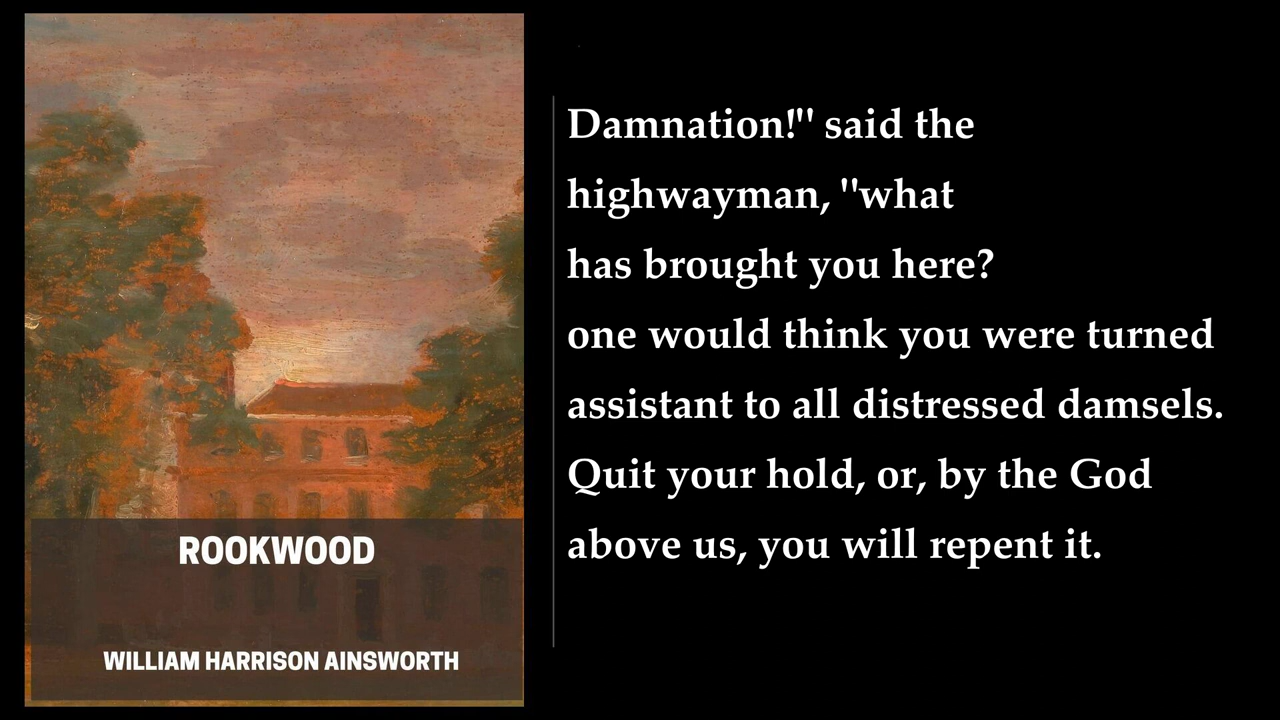 ROOKWOOD
WILLIAM HARRISON AINSWORTH
Damnation!" said the
highwayman, "what
has brought you here?
one would think you were turned
assistant to all distressed damsels.
Quit your hold, or, by the God
above us, you will repent it.